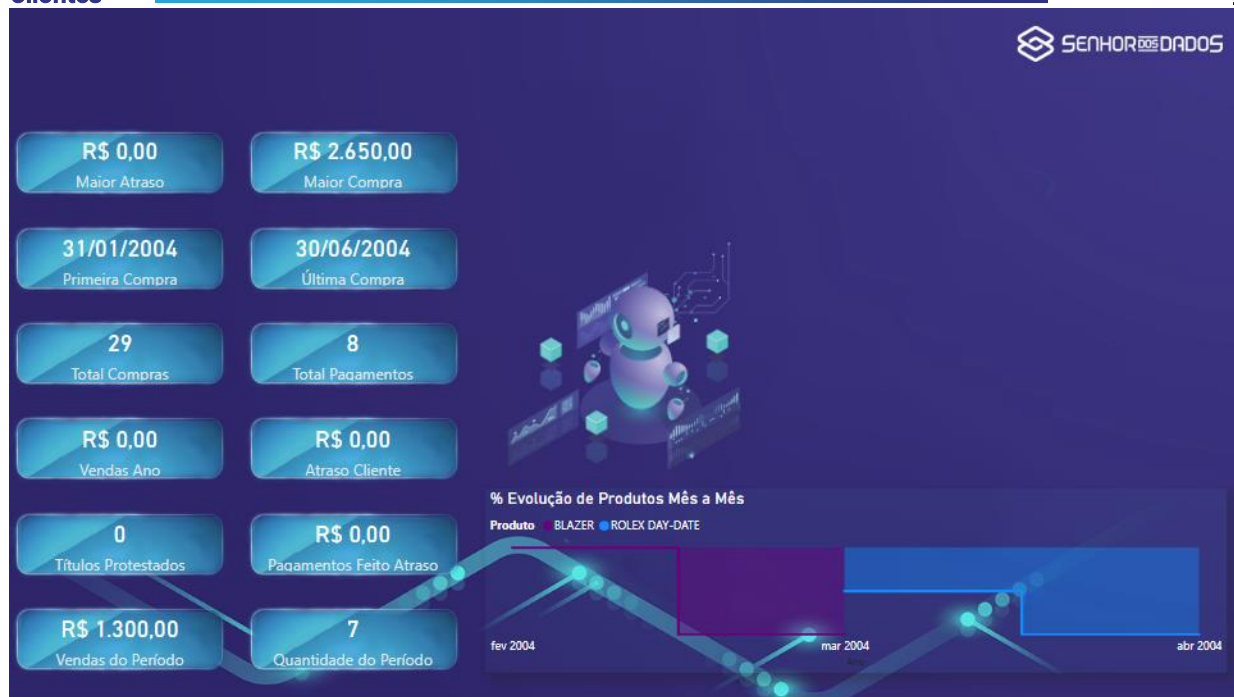 Clientes
SENHOR DOS DADOS
R$ 0,00
Maior Atraso
R$ 2.650,00
Maior Compra
31/01/2004
Primeira Compra
30/06/2004
Última Compra
29
Total Compras
8
Total Pagamentos
R$ 0,00
Vendas Ano
R$ 0,00
Atraso Cliente
0
Títulos Protestados
R$ 0,00
Pagamentos Feito Atraso
R$ 1.300,00
Vendas do Período
7
Quantidade do Período
% Evolução de Produtos Mês a Mês
Produto BLAZER ROLEX DAY-DATE
fev 2004 mar 2004 abr 2004
Ano